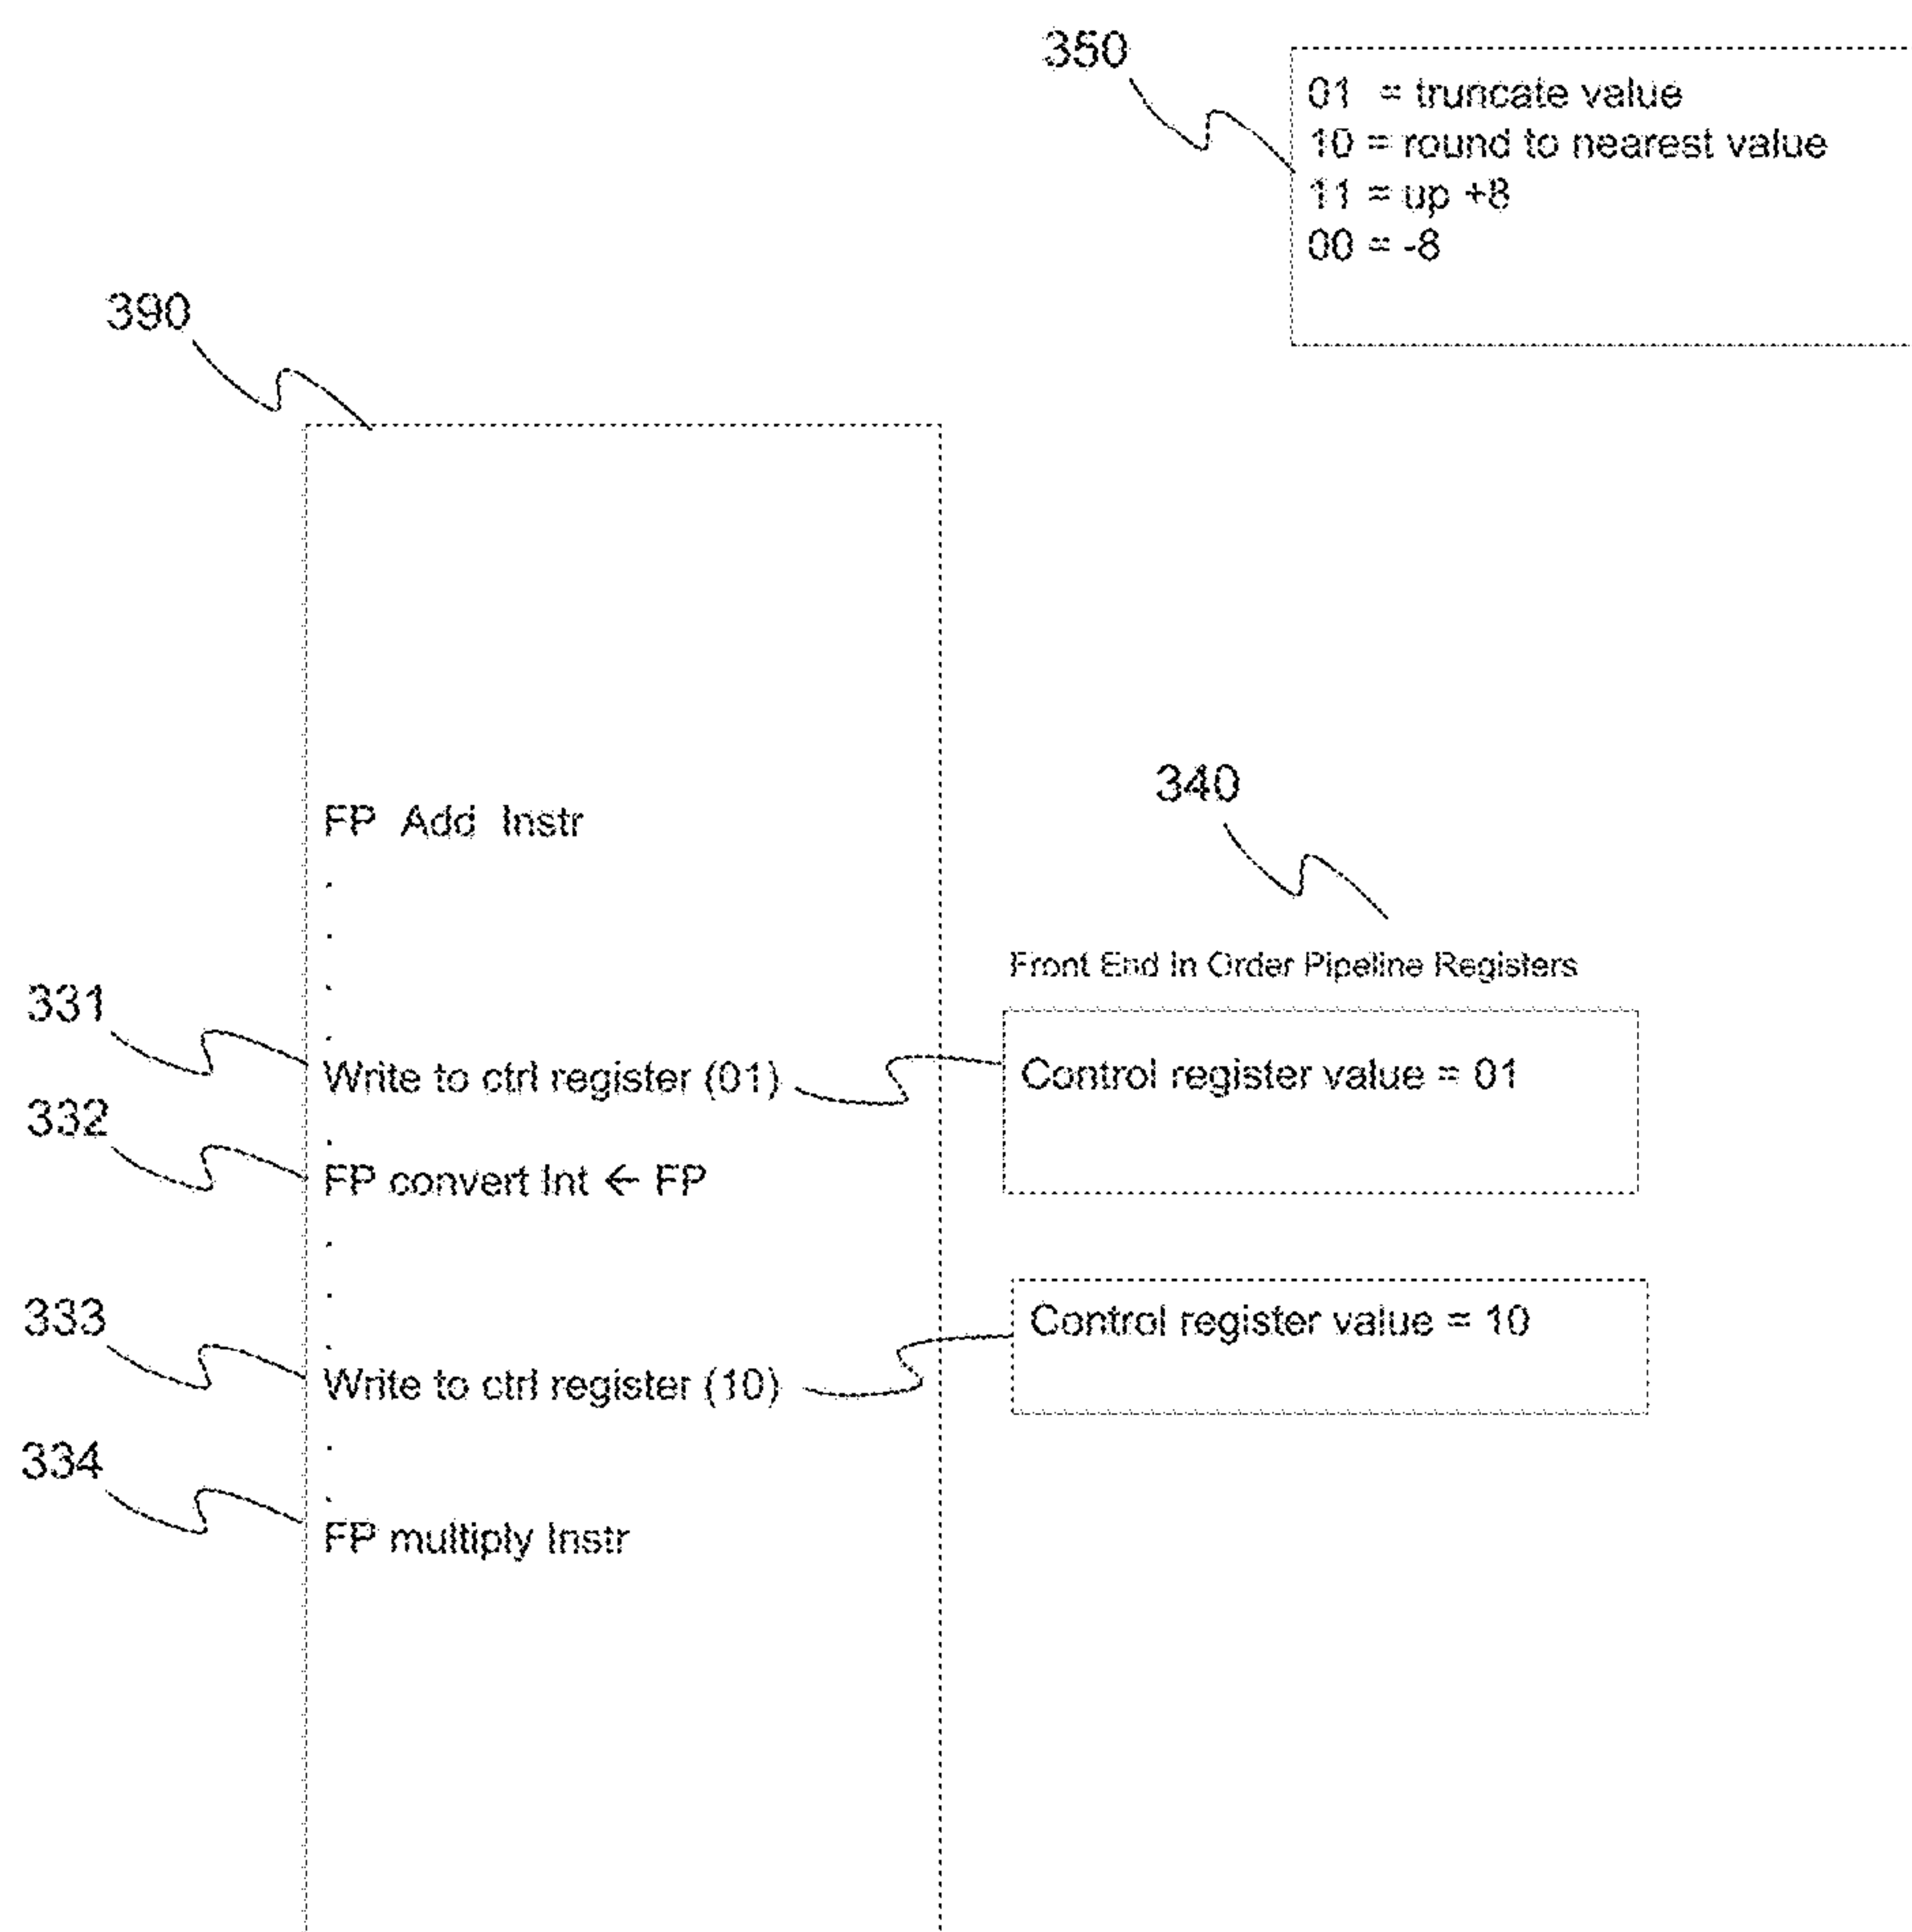 350
01 = truncate value
10 = round to nearest value
11 = up +8
00 = -8
390
FP Add Instr
.
.
.
.
340
Front End In Order Pipeline Registers
331
Write to ctrl register (01)
Control register value = 01
332
.
FP convert Int ← FP
.
.
.
333
Write to ctrl register (10)
Control register value = 10
.
.
334
FP multiply Instr